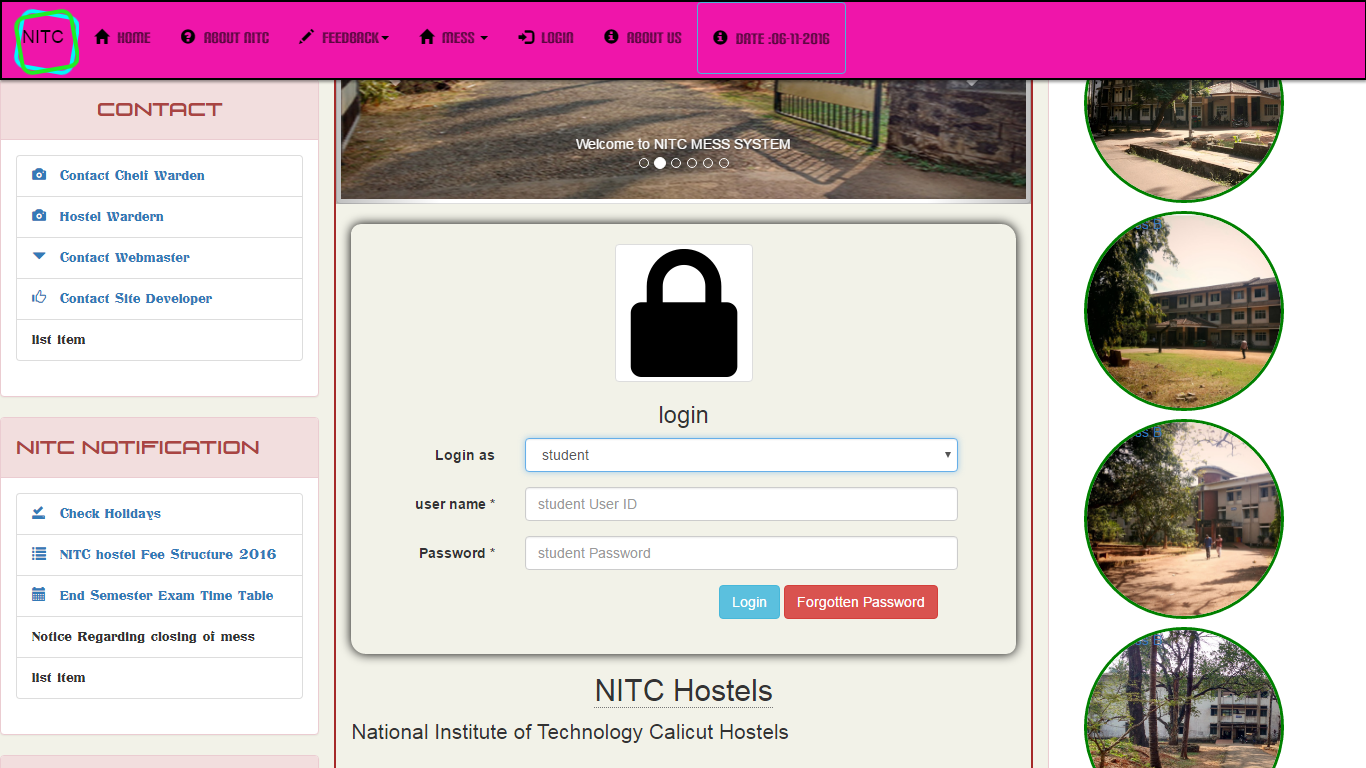 NITC
HOME
ABOUT NITC
FEEDBACK
MESS
LOGIN
ABOUT US
DATE :06-11-2016
CONTACT
Contact Cheif Warden
Hostel Wardern
Contact Webmaster
Contact Site Developer
list item
NITC NOTIFICATION
Check Holidays
NITC hostel Fee Structure 2016
End Semester Exam Time Table
Notice Regarding closing of mess
list item
Welcome to NITC MESS SYSTEM
login
Login as
student
user name *
student User ID
Password *
student Password
Login
Forgotten Password
NITC Hostels
National Institute of Technology Calicut Hostels